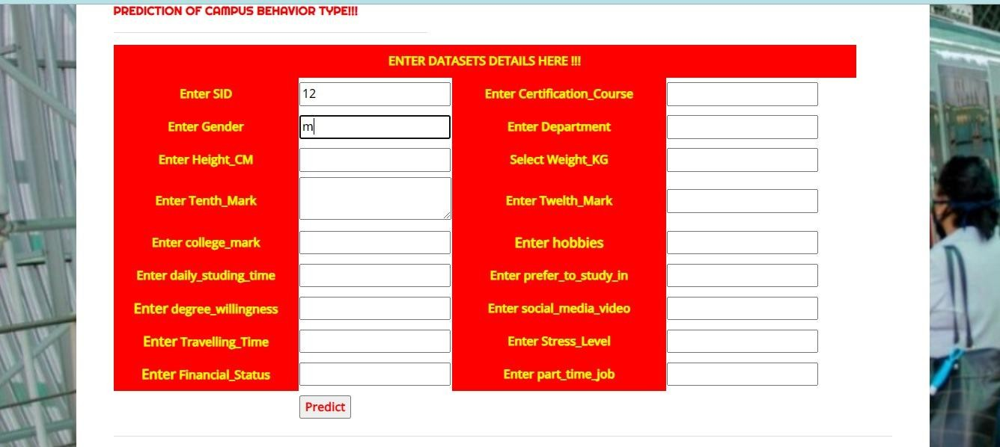 PREDICTION OF CAMPUS BEHAVIOR TYPE!!!
ENTER DATASETS DETAILS HERE !!!
Enter SID 12 Enter Certification_Course
Enter Gender m Enter Department
Enter Height_CM Select Weight_KG
Enter Tenth_Mark Enter Twelth_Mark
Enter college_mark Enter hobbies
Enter daily_studing_time Enter prefer_to_study_in
Enter degree_willingness Enter social_media_video
Enter Travelling_Time Enter Stress_Level
Enter Financial_Status Enter part_time_job
Predict